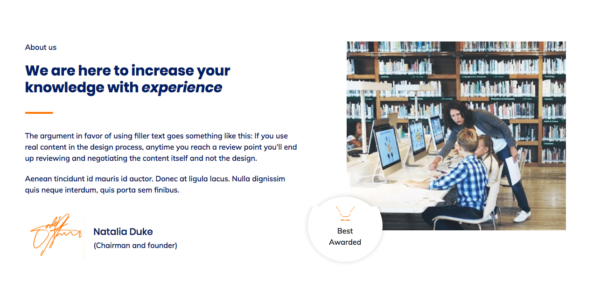 About us
We are here to increase your
knowledge with experience
The argument in favor of using filler text goes something like this: If you use
real content in the design process, anytime you reach a review point you'll end
up reviewing and negotiating the content itself and not the design.
Aenean tincidunt id mauris id auctor. Donec at ligula lacus. Nulla dignissim
quis neque interdum, quis porta sem finibus.
Natalia Duke
(Chairman and founder)
Best
Awarded